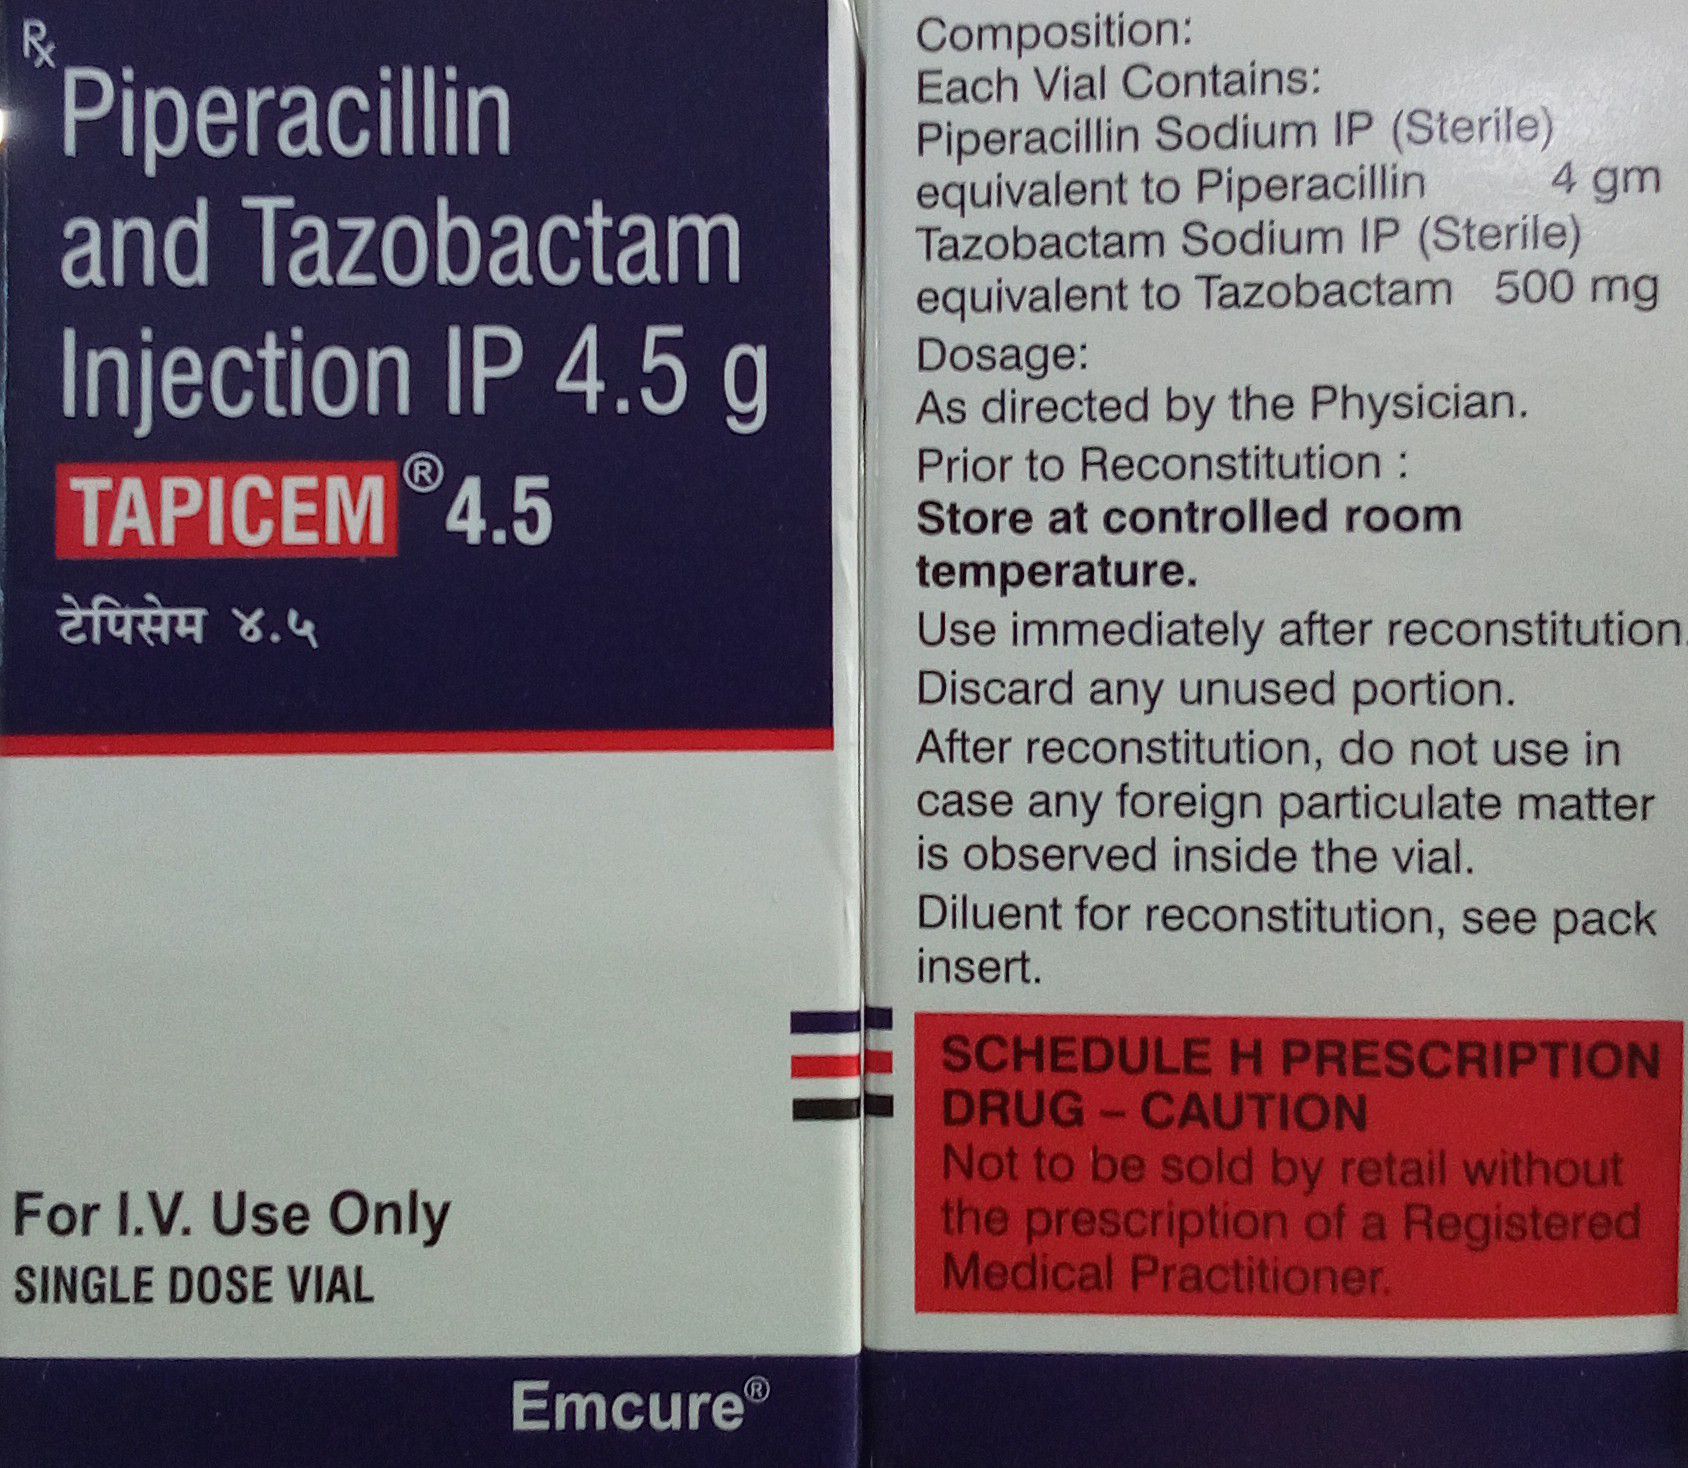 Rx
Piperacillin
and Tazobactam
Injection IP 4.5 g
TAPICEM® 4.5
टेपिसेम ४.५
For I.V. Use Only
SINGLE DOSE VIAL
Emcure®
Composition:
Each Vial Contains:
Piperacillin Sodium IP (Sterile)
equivalent to Piperacillin 4 gm
Tazobactam Sodium IP (Sterile)
equivalent to Tazobactam 500 mg
Dosage:
As directed by the Physician.
Prior to Reconstitution :
Store at controlled room
temperature.
Use immediately after reconstitution.
Discard any unused portion.
After reconstitution, do not use in
case any foreign particulate matter
is observed inside the vial.
Diluent for reconstitution, see pack
insert.
SCHEDULE H PRESCRIPTION
DRUG – CAUTION
Not to be sold by retail without
the prescription of a Registered
Medical Practitioner.